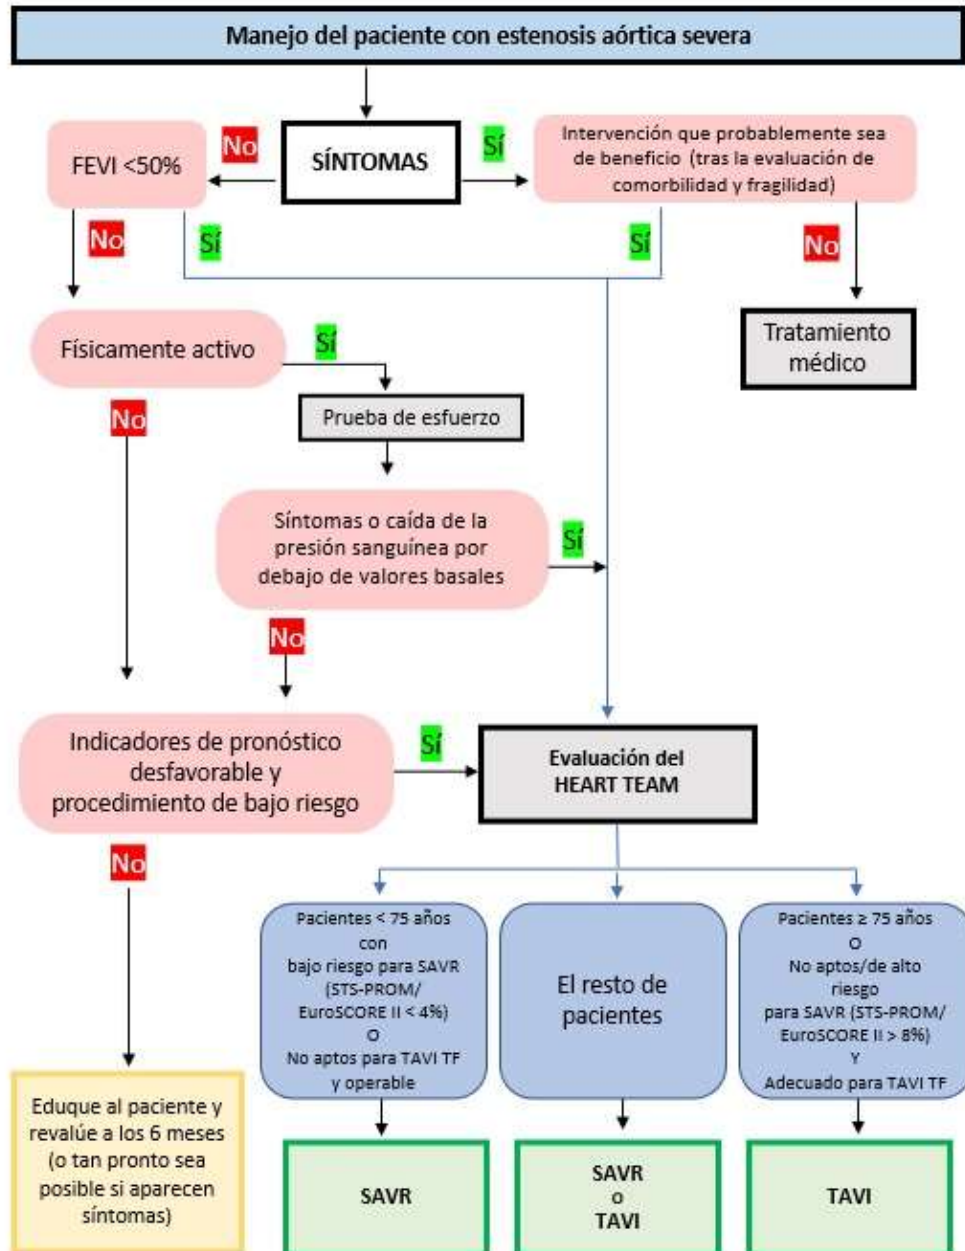 Manejo del paciente con estenosis aórtica severa
No
SÍNTOMAS
Sí
FEVI <50%
Intervención que probablemente sea
de beneficio (tras la evaluación de
comorbilidad y fragilidad)
No
Sí
Sí
No
Tratamiento
médico
Físicamente activo
Sí
Prueba de esfuerzo
No
Síntomas o caída de la
presión sanguínea por
debajo de valores basales
Sí
No
Indicadores de pronóstico
desfavorable y
procedimiento de bajo riesgo
Sí
Evaluación del
HEART TEAM
No
Pacientes < 75 años
con
bajo riesgo para SAVR
(STS-PROM/
EuroSCORE II < 4%)
O
No aptos para TAVI TF
y operable
El resto de
pacientes
Pacientes ≥ 75 años
O
No aptos/de alto
riesgo
para SAVR (STS-PROM/
EuroSCORE II > 8%)
Y
Adecuado para TAVI TF
Eduque al paciente y
revalúe a los 6 meses
(o tan pronto sea
posible si aparecen
síntomas)
SAVR
SAVR
o
TAVI
TAVI